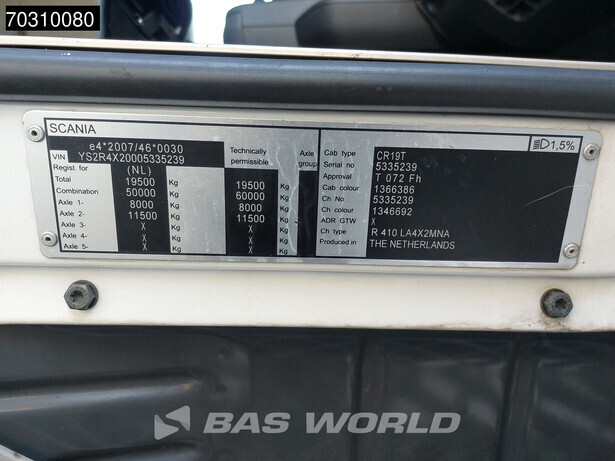 70310080
SCANIA
e4*2007/46*0030
VIN YS2R4X20005335239
Regist. for (NL) Technically permissible Axle group
Total 19500 Kg 19500 Kg
Combination 50000 Kg 60000 Kg
Axle 1- 8000 Kg 8000 Kg
Axle 2- 11500 Kg 11500 Kg
Axle 3- X Kg X Kg
Axle 4- X Kg X Kg
Axle 5- X Kg X Kg
Cab type CR19T
Serial no 5335239
Approval T 072 Fh
Cab colour 1366386
Ch No 5335239
Ch colour 1346692
ADR GTW X
Ch type R 410 LA4X2MNA
Produced in THE NETHERLANDS
1,5%
BAS WORLD